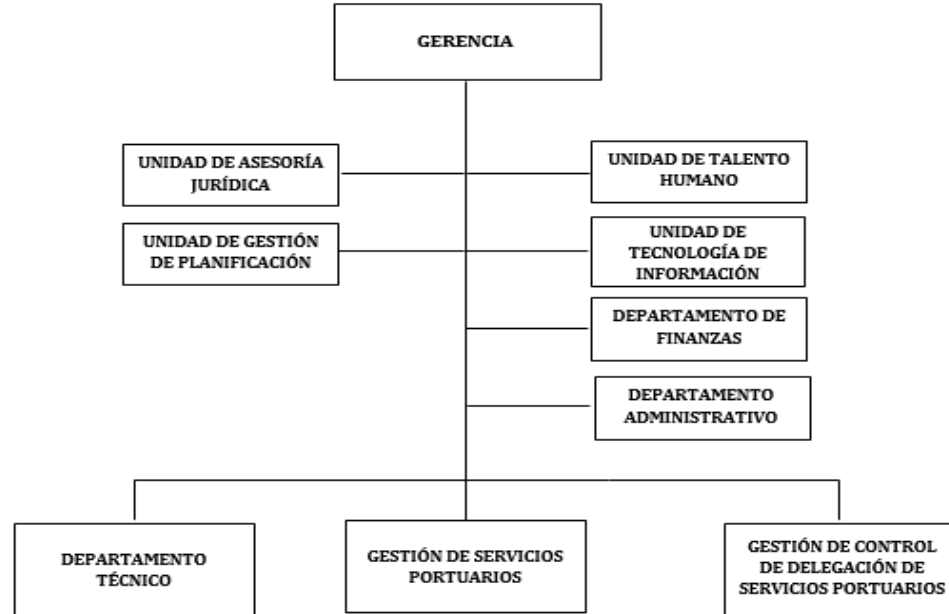 GERENCIA
UNIDAD DE ASESORÍA
JURÍDICA
UNIDAD DE TALENTO
HUMANO
UNIDAD DE GESTIÓN
DE PLANIFICACIÓN
UNIDAD DE
TECNOLOGÍA DE
INFORMACIÓN
DEPARTAMENTO DE
FINANZAS
DEPARTAMENTO
ADMINISTRATIVO
DEPARTAMENTO
TÉCNICO
GESTIÓN DE SERVICIOS
PORTUARIOS
GESTIÓN DE CONTROL
DE DELEGACIÓN DE
SERVICIOS PORTUARIOS